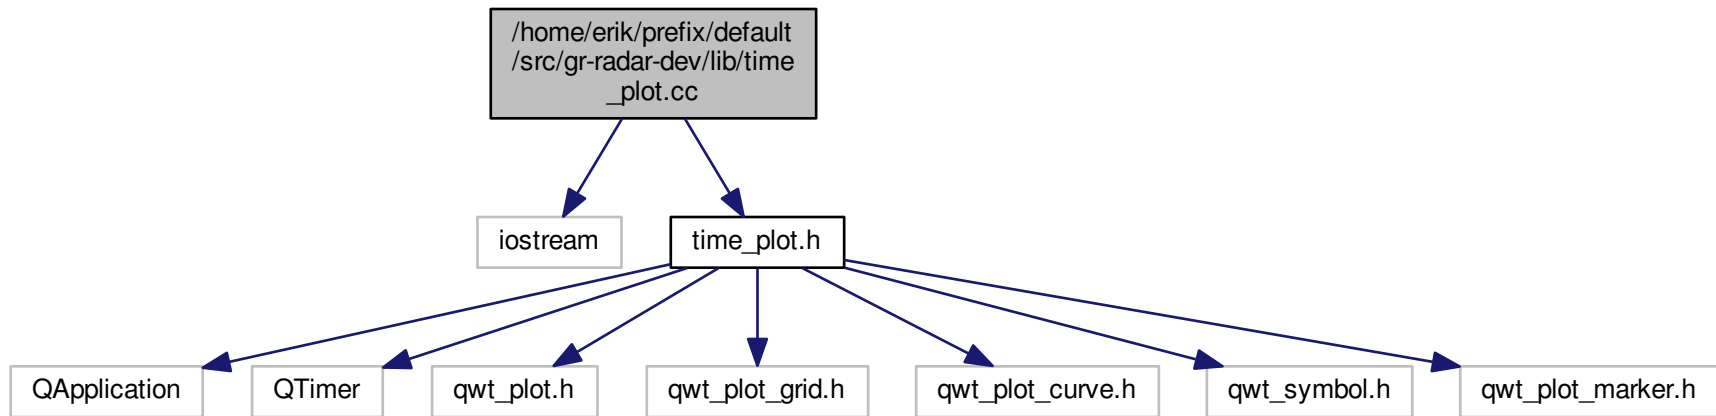 /home/erik/prefix/default
/src/gr-radar-dev/lib/time
_plot.cc
iostream
time_plot.h
QApplication
QTimer
qwt_plot.h
qwt_plot_grid.h
qwt_plot_curve.h
qwt_symbol.h
qwt_plot_marker.h